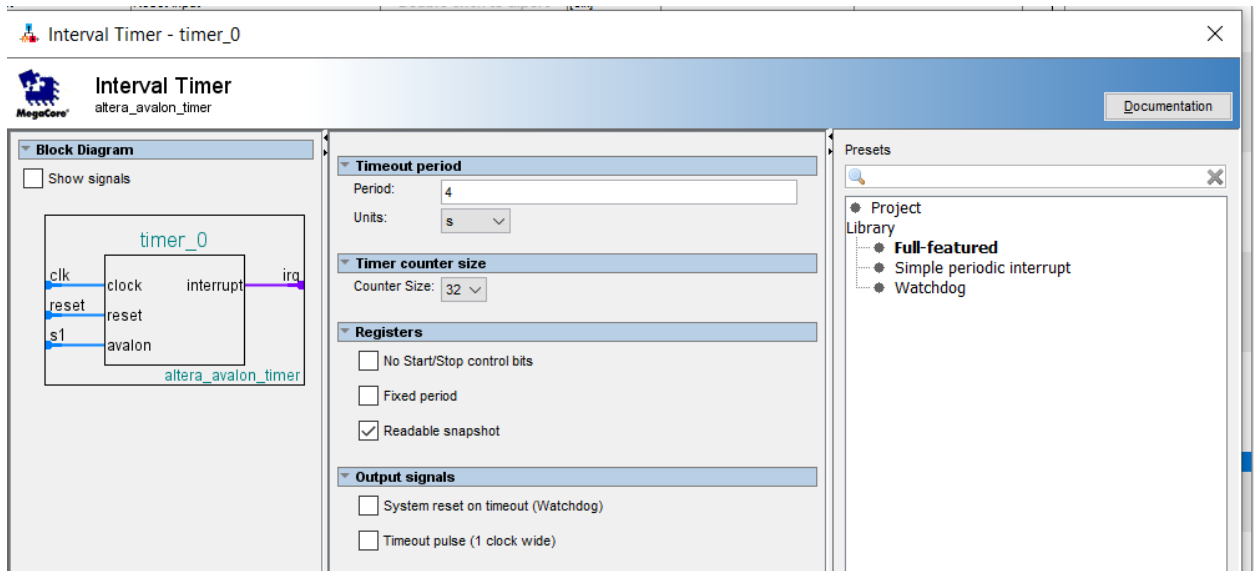 Interval Timer - timer_0
MegaCore'
Interval Timer
altera_avalon_timer
Documentation
Block Diagram
Show signals
timer_0
clk
clock
interrupt
irq
reset
reset
s1
avalon
altera_avalon_timer
Timeout period
Period:
4
Units:
s
Timer counter size
Counter Size:
32
Registers
No Start/Stop control bits
Fixed period
Readable snapshot
Output signals
System reset on timeout (Watchdog)
Timeout pulse (1 clock wide)
Presets
Project
Library
Full-featured
Simple periodic interrupt
Watchdog